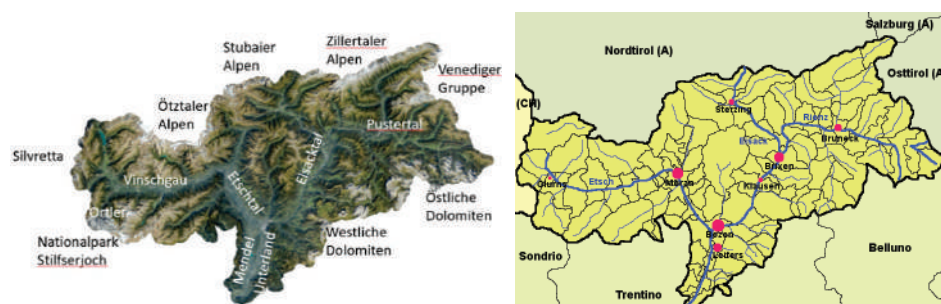 Stubaier
Alpen
Zillertaler
Alpen
Venediger
Gruppe
Ötztaler
Alpen
Pustertal
Silvretta
Vinschgau
Etschtal
Eisacktal
Ortler
Östliche
Dolomiten
Nationalpark
Stilfserjoch
Mendel
Unterland
Westliche
Dolomiten
Salzburg (A)
Nordtirol (A)
Osttirol (A
(CH)
Sterzing
Rienz
Bruneck
Eisack
Brixen
Glurns
Etsch
Meran
Klausen
Bozen
Leifers
Sondrio
Belluno
Trentino